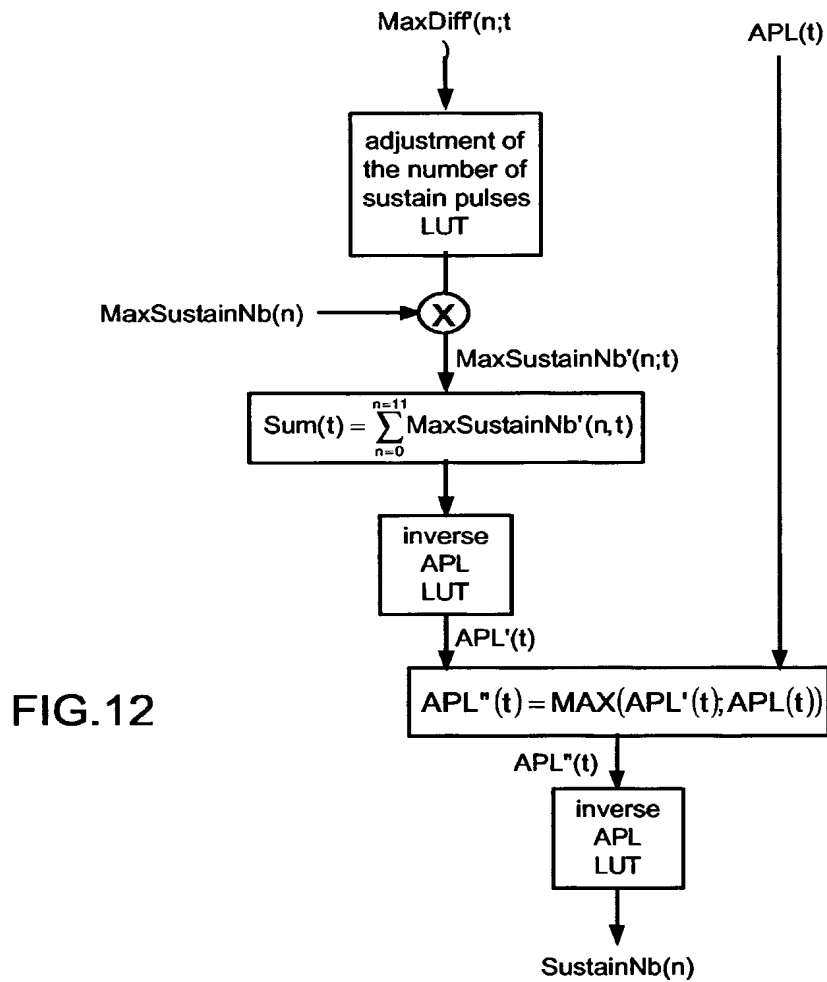 MaxDiff'(n;t
)
APL(t)
adjustment of
the number of
sustain pulses
LUT
MaxSustainNb(n)
X
MaxSustainNb'(n;t)
Sum(t) = \sum_{n=0}^{n=11} MaxSustainNb'(n,t)
inverse
APL
LUT
APL'(t)
FIG.12
APL"(t) = MAX(APL'(t);APL(t))
APL"(t)
inverse
APL
LUT
SustainNb(n)